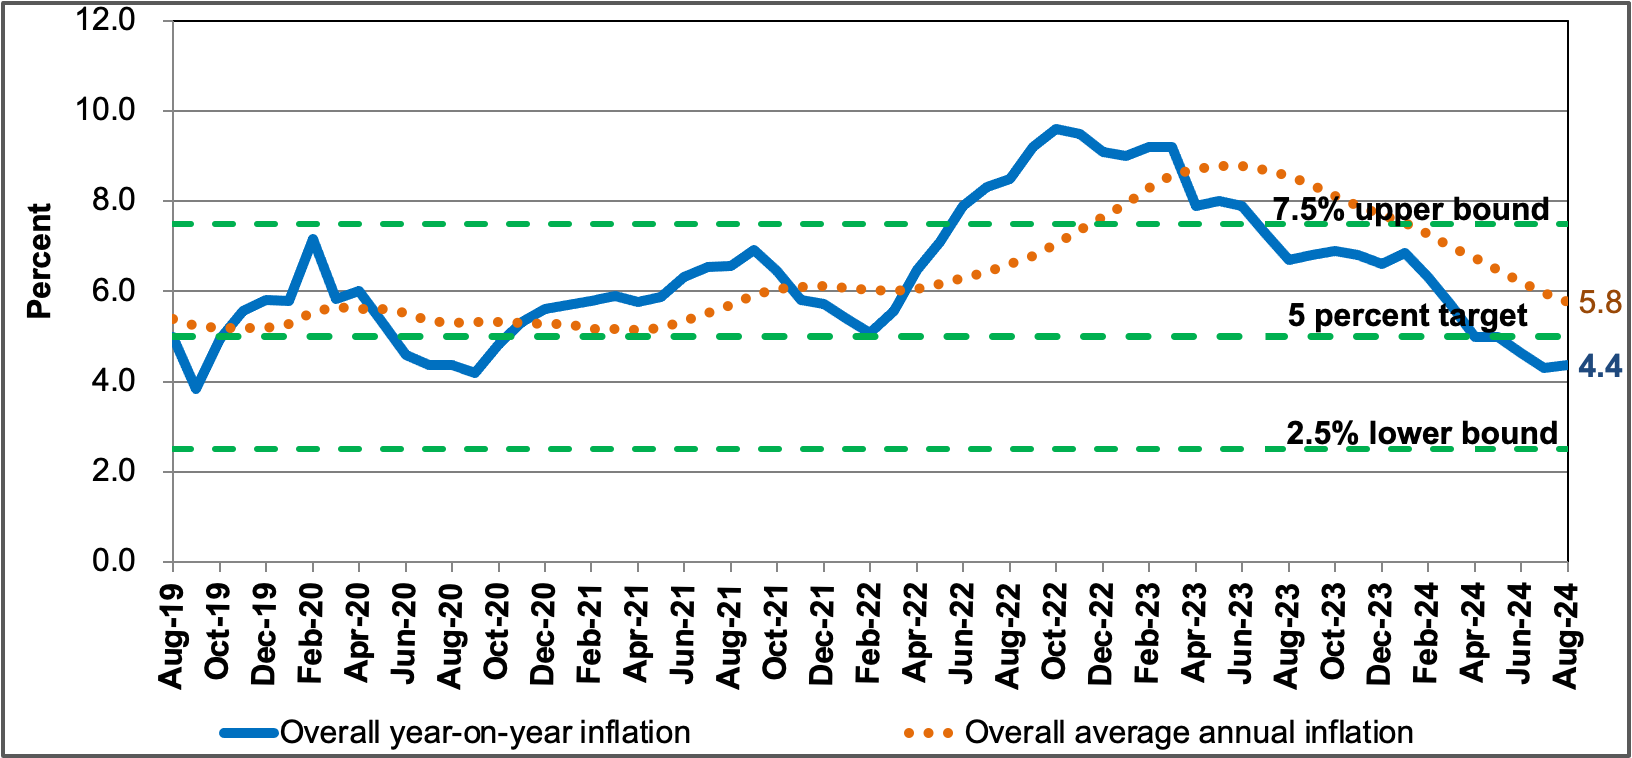 12.0
10.0
8.0
6.0
4.0
2.0
0.0
Percent
7.5% upper bound
5 percent target
2.5% lower bound
5.8
4.4
Aug-19
Oct-19
Dec-19
Feb-20
Apr-20
Jun-20
Aug-20
Oct-20
Dec-20
Feb-21
Apr-21
Jun-21
Aug-21
Oct-21
Dec-21
Feb-22
Apr-22
Jun-22
Aug-22
Oct-22
Dec-22
Feb-23
Apr-23
Jun-23
Aug-23
Oct-23
Dec-23
Feb-24
Apr-24
Jun-24
Aug-24
Overall year-on-year inflation
Overall average annual inflation